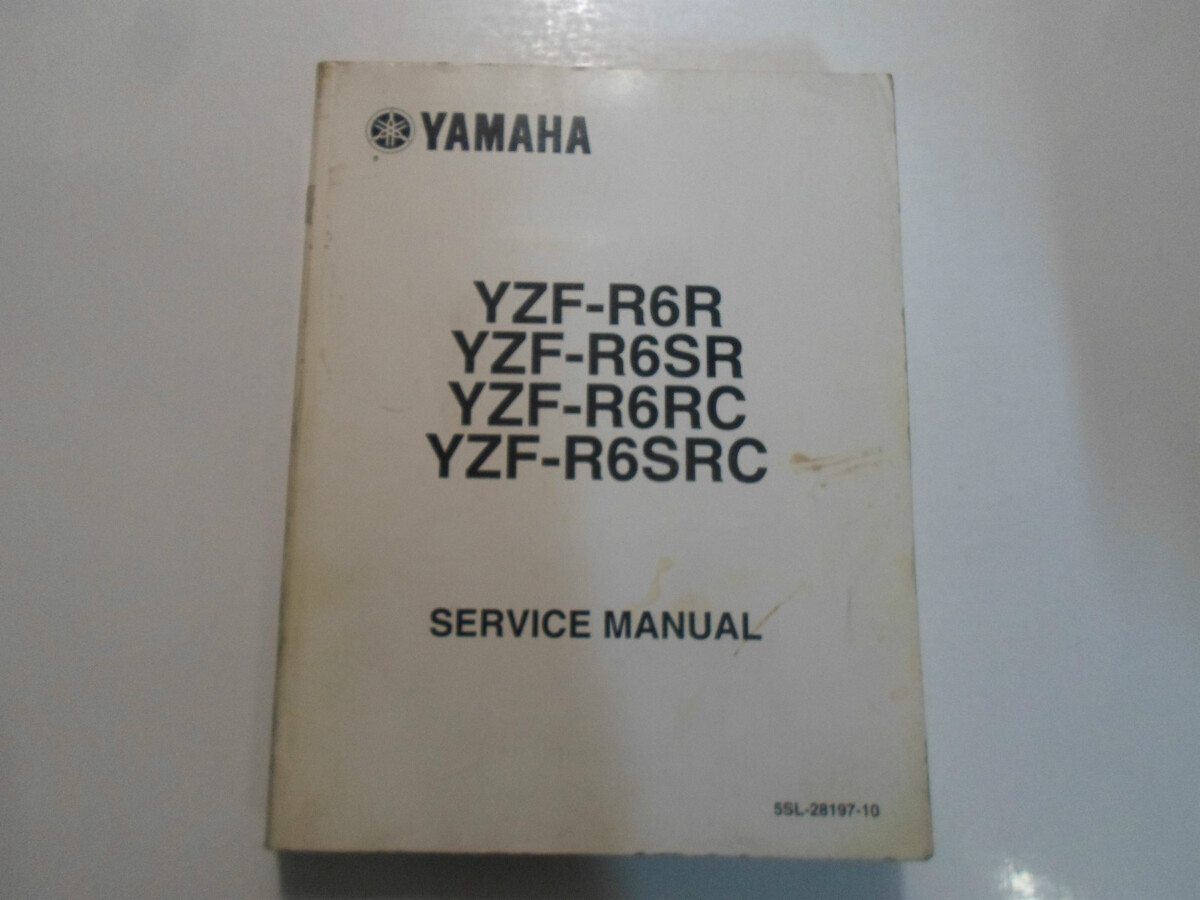 YAMAHA
YZF-R6R
YZF-R6SR
YZF-R6RC
YZF-R6SRC
SERVICE MANUAL
5SL-28197-10